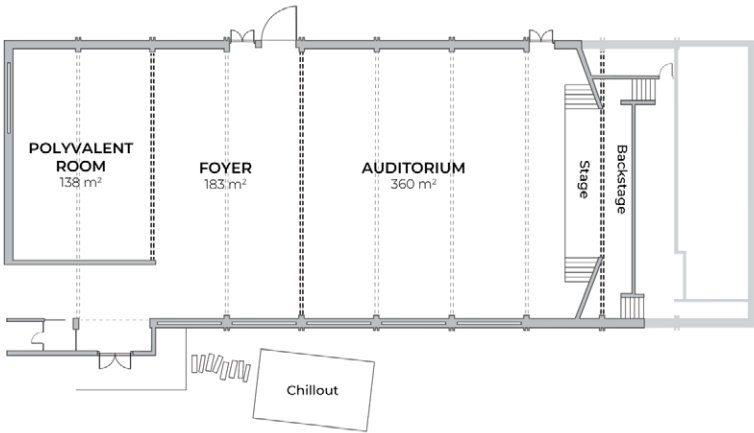 POLYVALENT
ROOM
138 m²
FOYER
183 m²
AUDITORIUM
360 m²
Stage
Backstage
Chillout